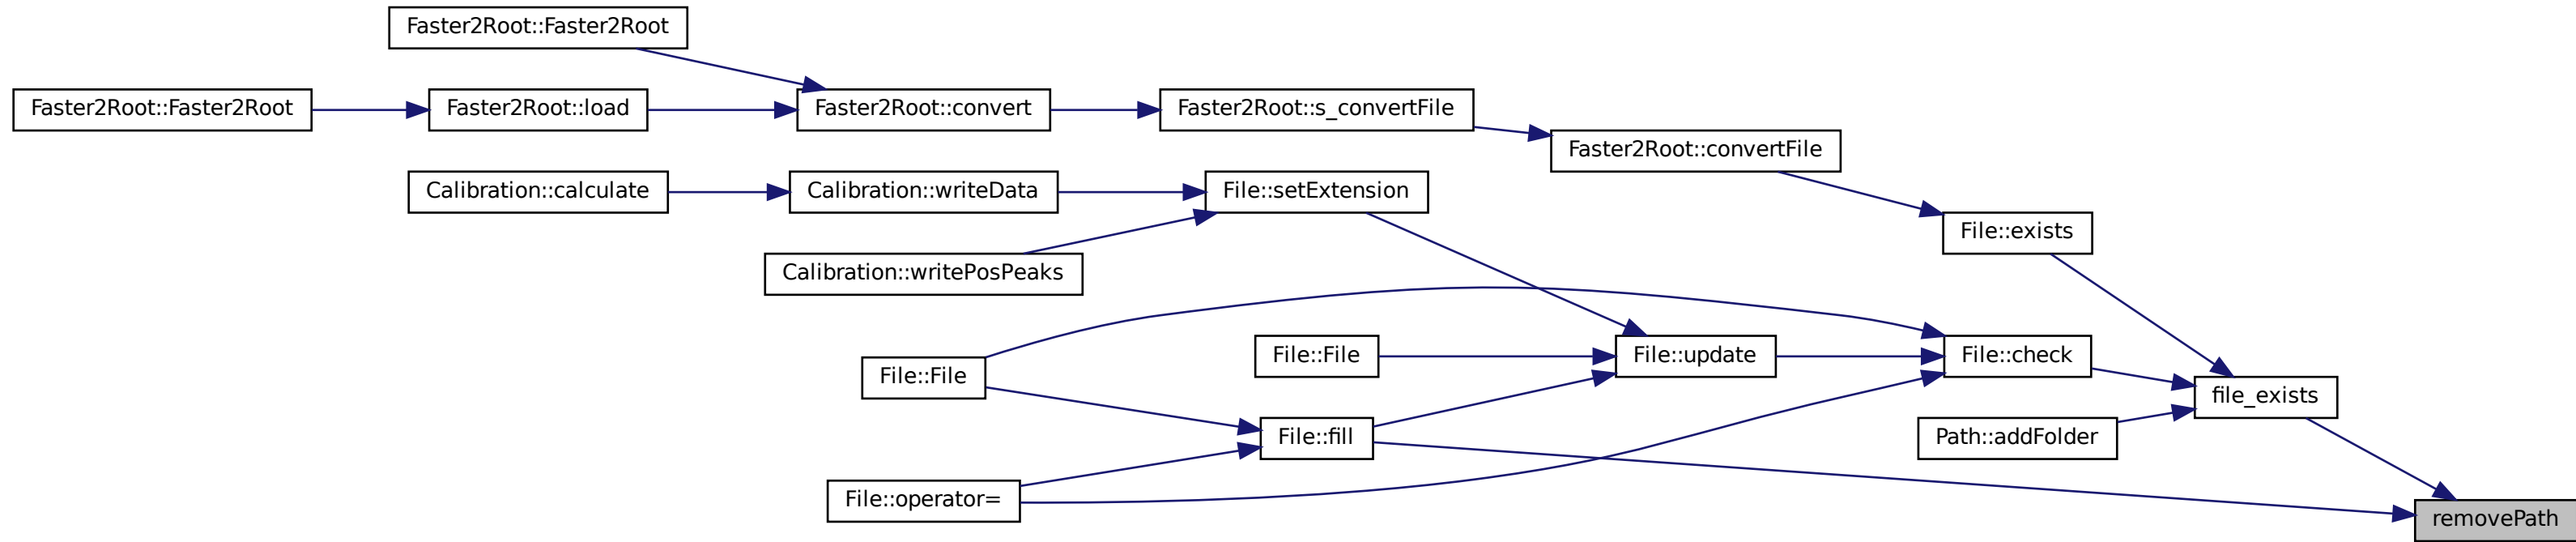 Faster2Root::Faster2Root
Faster2Root::Faster2Root
Faster2Root::load
Faster2Root::convert
Faster2Root::s_convertFile
Faster2Root::convertFile
Calibration::calculate
Calibration::writeData
File::setExtension
File::exists
Calibration::writePosPeaks
File::File
File::update
File::check
File::File
file_exists
File::fill
Path::addFolder
File::operator=
removePath